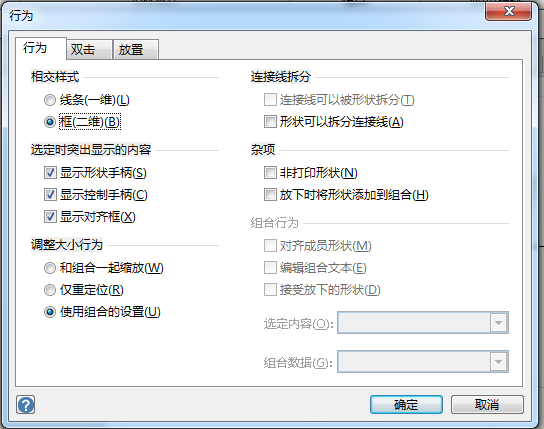 行为
行为 双击 放置
相交样式
线条(一维)(L)
框(二维)(B)
选定时突出显示的内容
显示形状手柄(S)
显示控制手柄(C)
显示对齐框(X)
调整大小行为
和组合一起缩放(W)
仅重定位(R)
使用组合的设置(U)
连接线拆分
连接线可以被形状拆分(T)
形状可以拆分连接线(A)
杂项
非打印形状(N)
放下时将形状添加到组合(H)
组合行为
对齐成员形状(M)
编辑组合文本(E)
接受放下的形状(D)
选定内容(O):
组合数据(G):
确定 取消